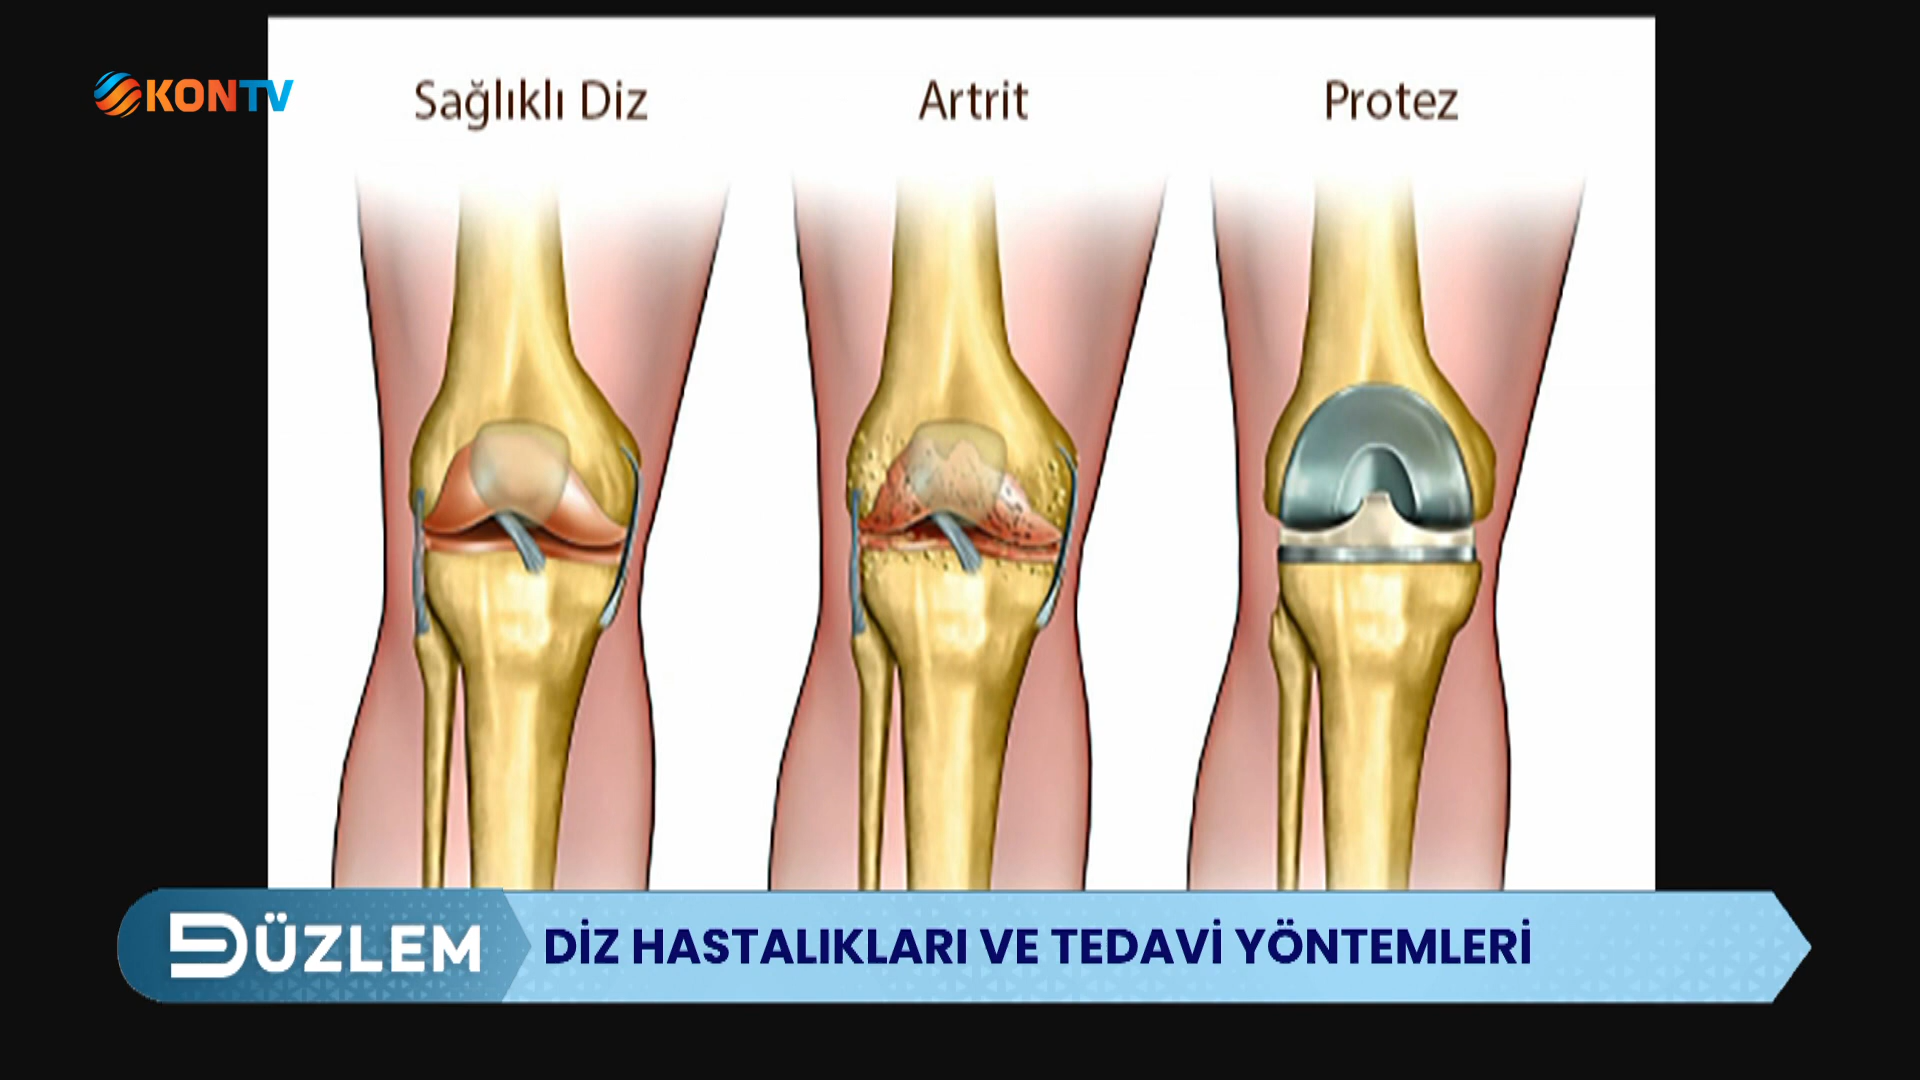 KONTV
Sağlıklı Diz
Artrit
Protez
DÜZLEM
DİZ HASTALIKLARI VE TEDAVİ YÖNTEMLERİ